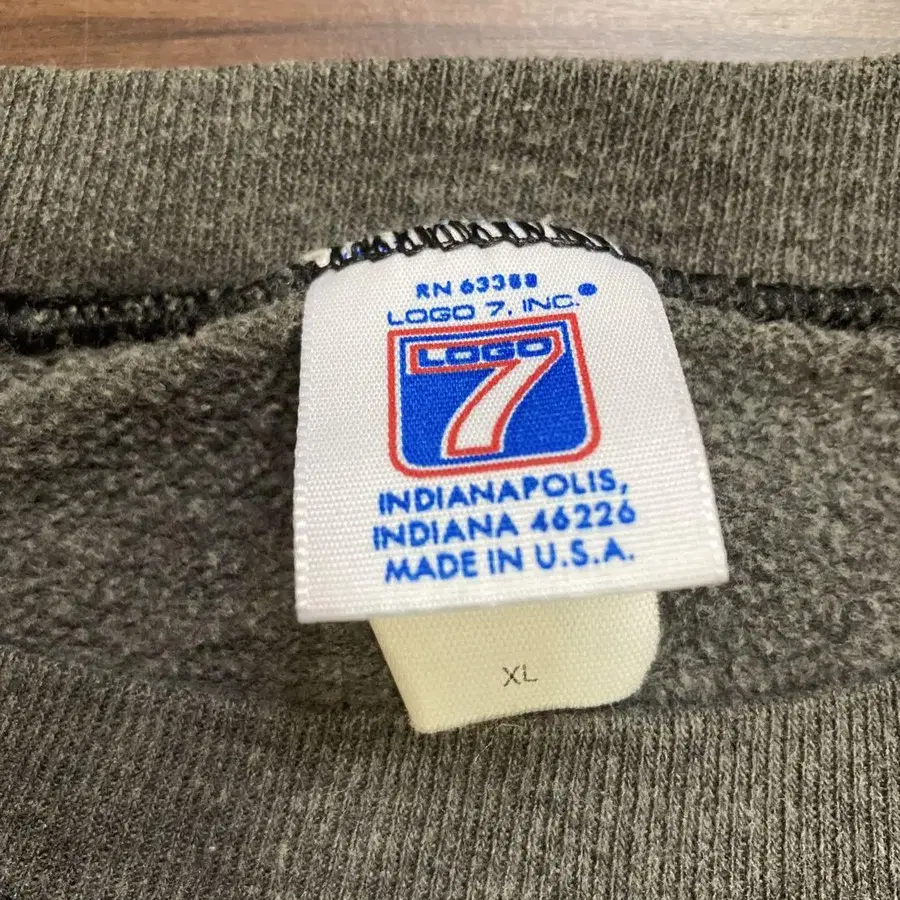 RN 63388
LOGO 7, INC.®
LOGO
7
INDIANAPOLIS,
INDIANA 46226
MADE IN U.S.A.
XL